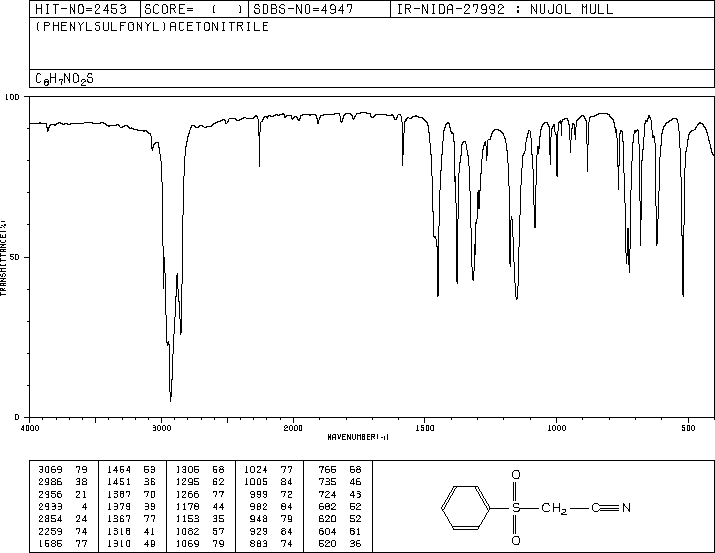 HIT-NO=2453 SCORE= ( ) SDBS-NO=4947 IR-NIDA-27992 : NUJOL MULL
(PHENYLSULFONYL)ACETONITRILE
C8H7NO2S
100
50
0
TRANSMITTANCE(%)
4000 3000 2000 1500 1000 500
WAVENUMBER(-1)
3069 79 1464 53 1306 68 1024 77 766 68
2986 38 1451 36 1295 62 1005 84 735 46
2956 21 1387 70 1266 77 999 72 724 43
2933 4 1379 39 1178 44 982 84 682 52
2854 24 1367 77 1153 35 948 79 620 52
2259 74 1318 41 1082 57 929 84 604 81
1585 77 1310 49 1069 79 883 74 520 36
O
S CH2 C N
O